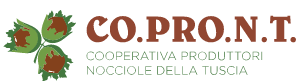 CO.PRO.N.T.
COOPERATIVA PRODUTTORI
NOCCIOLE DELLA TUSCIA